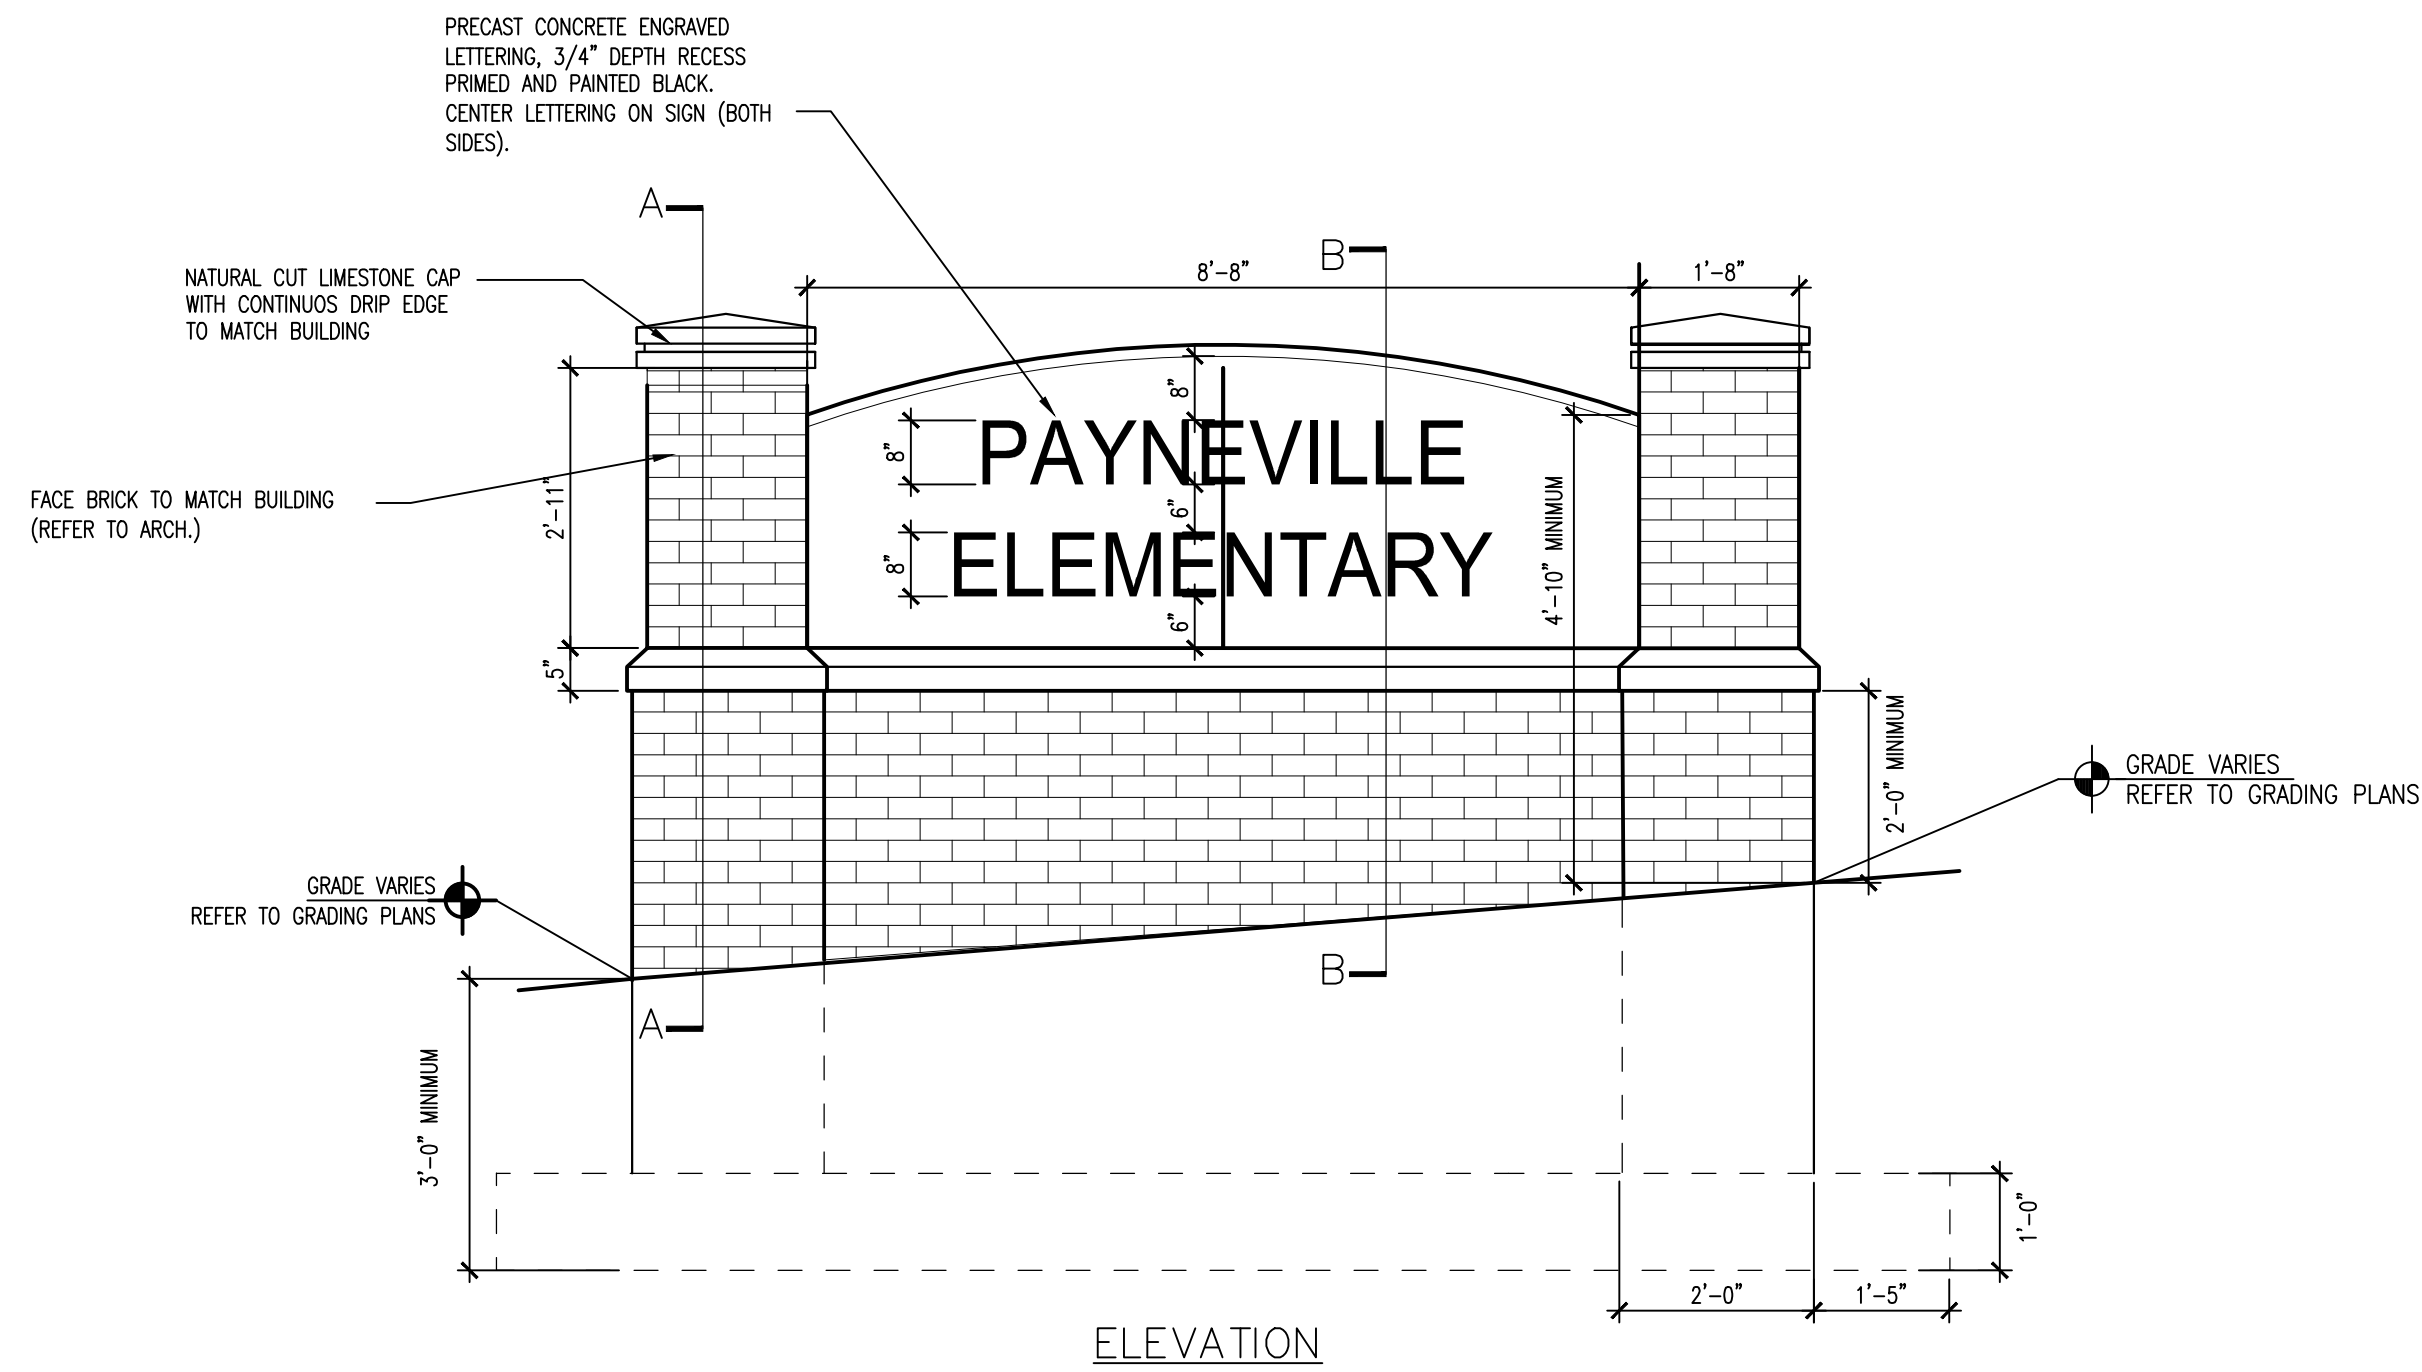 PRECAST CONCRETE ENGRAVED
LETTERING, 3/4" DEPTH RECESS
PRIMED AND PAINTED BLACK.
CENTER LETTERING ON SIGN (BOTH
SIDES).
A
B
8'-8"
1'-8"
NATURAL CUT LIMESTONE CAP
WITH CONTINUOS DRIP EDGE
TO MATCH BUILDING
8"
8"
PAYNEVILLE
FACE BRICK TO MATCH BUILDING
(REFER TO ARCH.)
2'-11"
6"
4'-10" MINIMUM
8"
ELEMENTARY
6"
5"
2'-0" MINIMUM
GRADE VARIES
REFER TO GRADING PLANS
GRADE VARIES
REFER TO GRADING PLANS
B
A
3'-0" MINIMUM
1'-0"
2'-0"
1'-5"
ELEVATION